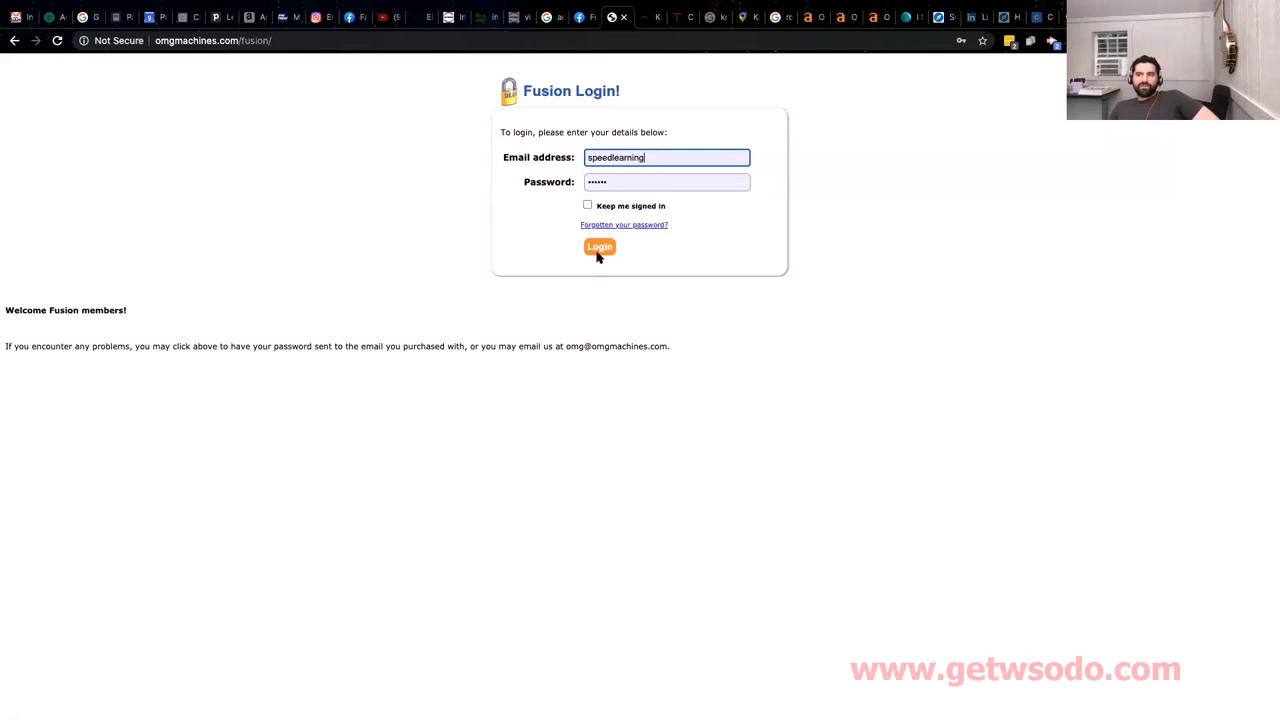 Not Secure omgmachines.com/fusion/
Fusion Login!
To login, please enter your details below:
Email address: speedlearning
Password: ••••••
Keep me signed in
Forgotten your password?
Login
Welcome Fusion members!
If you encounter any problems, you may click above to have your password sent to the email you purchased with, or you may email us at omg@omgmachines.com.
www.getwsodo.com